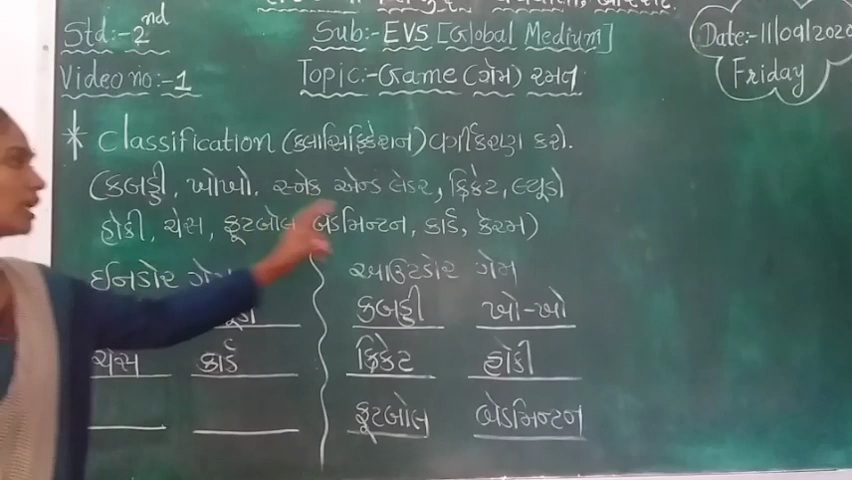 Std:-2nd
Sub:-EVS [Global Medium]
Date:-11/09/2020
Friday
Video no:-1
Topic:-Game (ગેમ) રમત
* Classification (ક્લાસિફિકેશન) વર્ગીકરણ કરો.
(કબડ્ડી, ખોખો, સ્નેક એન્ડ લેડર, ક્રિકેટ, લ્યૂડો
હોકી, ચેસ, ફૂટબોલ, બેડમિન્ટન, કાર્ડ, કેરમ)
ઈનડોર ગેમ આઉટડોર ગેમ
કબડ્ડી ખો-ખો
ચેસ કાર્ડ ક્રિકેટ હોકી
ફૂટબોલ બેડમિન્ટન